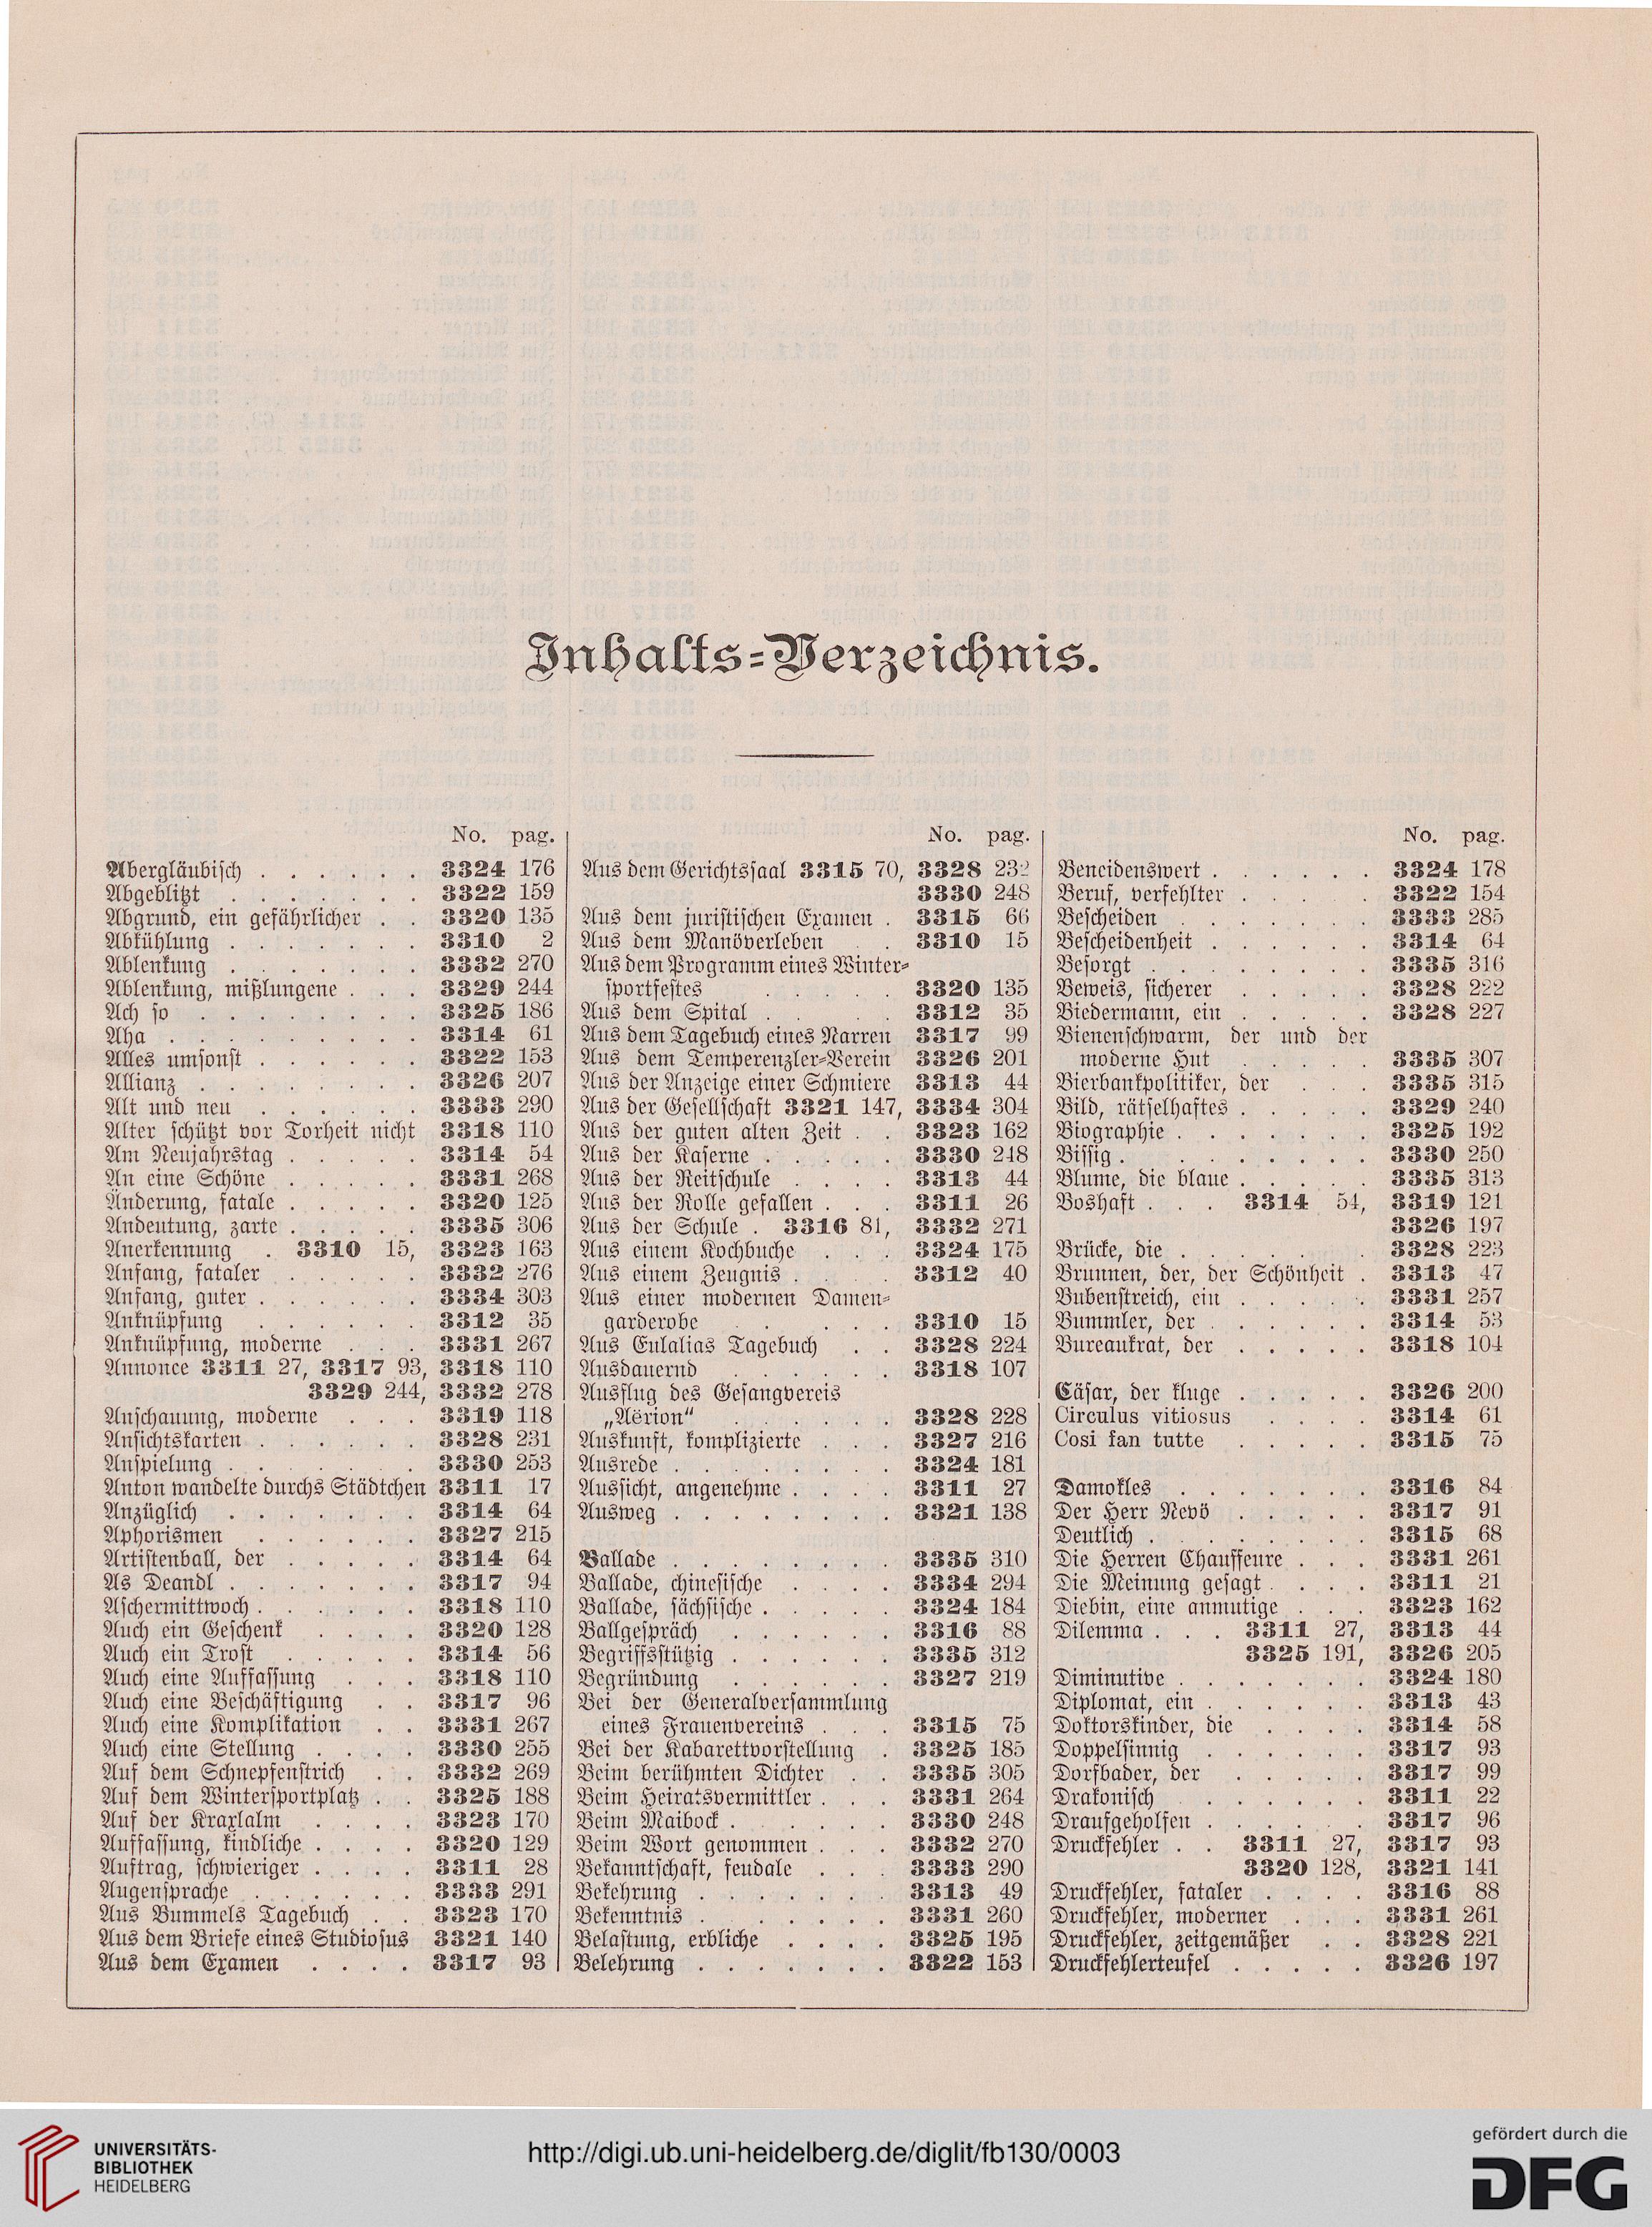 Inhalts=Verzeichnis.
No. pag.
Abergläubisch . . . . . . 3324 176
Abgeblitzt . . . . . . . 3322 159
Abgrund, ein gefährlicher . . 3320 135
Abkühlung . . . . . . . 3310 2
Ablenkung . . . . . . . 3332 270
Ablenkung, mißlungene . . . 3329 244
Ach so . . . . . . . . 3325 186
Aha . . . . . . . . . 3314 61
Alles umsonst . . . . . . 3322 153
Allianz . . . . . . . . 3326 207
Alt und neu . . . . . . 3333 290
Alter schützt vor Torheit nicht 3318 110
Am Neujahrstag . . . . . 3314 54
An eine Schöne . . . . . 3331 268
Änderung, fatale . . . . . 3320 125
Andeutung, zarte . . . . . 3335 306
Anerkennung . 3310 15, 3323 163
Anfang, fataler . . . . . 3332 276
Anfang, guter . . . . . . 3334 303
Anknüpfung . . . . . . 3312 35
Anknüpfung, moderne . . . 3331 267
Annonce 3311 27, 3317 93, 3318 110
3329 244, 3332 278
Anschauung, moderne . . . 3319 118
Ansichtskarten . . . . . . 3328 231
Anspielung . . . . . . . 3330 253
Anton wandelte durchs Städtchen 3311 17
Anzüglich . . . . . . . 3314 64
Aphorismen . . . . . . 3327 215
Artistenball, der . . . . . 3314 64
As Deandl . . . . . . . 3317 94
Aschermittwoch . . . . . . 3318 110
Auch ein Geschenk . . . . 3320 128
Auch ein Trost . . . . . 3314 56
Auch eine Auffassung . . . 3318 110
Auch eine Beschäftigung . . 3317 96
Auch eine Komplikation . . 3331 267
Auch eine Stellung . . . . 3330 255
Auf dem Schnepfenstrich . . 3332 269
Auf dem Wintersportplatz . . 3325 188
Auf der Kraxlalm . . . . 3323 170
Auffassung, kindliche . . . . 3320 129
Auftrag, schwieriger . . . . 3311 28
Augensprache . . . . . . 3333 291
Aus Bummels Tagebuch . . 3323 170
Aus dem Briefe eines Studiosus 3321 140
Aus dem Examen . . . . 3317 93
No. pag.
Aus dem Gerichtssaal 3315 70, 3328 232
3330 248
Aus dem juristischen Examen . 3315 66
Aus dem Manöverleben . . 3310 15
Aus dem Programm eines Winter=
sportfestes . . . . . 3320 135
Aus dem Spital . . . . 3312 35
Aus dem Tagebuch eines Narren 3317 99
Aus dem Temperenzler=Verein 3326 201
Aus der Anzeige einer Schmiere 3313 44
Aus der Gesellschaft 3321 147, 3334 304
Aus der guten alten Zeit . . 3323 162
Aus der Kaserne . . . . . 3330 248
Aus der Reitschule . . . . 3313 44
Aus der Rolle gefallen . . . 3311 26
Aus der Schule . 3316 81, 3332 271
Aus einem Kochbuche . . . 3324 175
Aus einem Zeugnis . . . . 3312 40
Aus einer modernen Damen=
garderobe . . . . . 3310 15
Aus Eulalias Tagebuch . . 3328 224
Ausdauernd . . . . . . 3318 107
Ausflug des Gesangvereis
„Aërion“ . . . . . . . 3328 228
Auskunft, komplizierte . . . 3327 216
Ausrede . . . . . . . . 3324 181
Aussicht, angenehme . . . . 3311 27
Ausweg . . . . . . . . 3321 138
Ballade . . . . . . . . 3335 310
Ballade, chinesische . . . . 3334 294
Ballade, sächsische . . . . . 3324 184
Ballgespräch . . . . . . 3316 88
Begriffsstützig . . . . . . 3335 312
Begründung . . . . . . 3327 219
Bei der Generalversammlung
eines Frauenvereins . . . 3315 75
Bei der Kabarettvorstellung . 3325 185
Beim berühmten Dichter . . 3335 305
Beim Heiratsvermittler . . . 3331 264
Beim Maibock . . . . . . 3330 248
Beim Wort genommen . . . 3332 270
Bekanntschaft, feudale . . . 3333 290
Bekehrung . . . . . . . 3313 49
Bekenntnis . . . . . . . 3331 260
Belastung, erbliche . . . . 3325 195
Belehrung . . . . . . . 3322 153
No. pag.
Beneidenswert . . . . . . 3324 178
Beruf, verfehlter . . . . . 3322 154
Bescheiden . . . . . . 3333 285
Bescheidenheit . . . . . . 3314 64
Besorgt . . . . . . . . 3335 316
Beweis, sicherer . . . . . 3328 222
Biedermann, ein . . . . . 3328 227
Bienenschwarm, der und der
moderne Hut . . . . 3335 307
Bierbankpolitiker, der . . . 3335 315
Bild, rätselhaftes . . . . . 3329 240
Biographie . . . . . . . 3325 192
Bissig . . . . . . . . 3330 250
Blume, die blaue . . . . . 3335 313
Boshaft . . . 3314 54, 3319 121
3326 197
Brücke, die . . . . . . . 3328 223
Brunnen, der, der Schönheit . 3313 47
Bubenstreich, ein . . . . . 3331 257
Bummler, der . . . . . . 3314 53
Bureaukrat, der . . . . . 3318 104
Cäsar, der kluge . . . . . 3326 200
Circulus vitiosus . . . . 3314 61
Cosi fan tutte . . . . . 3315 75
Damokles . . . . . . . 3316 84
Der Herr Nevö . . . . . 3317 91
Deutlich . . . . . . . . 3315 68
Die Herren Chauffeure . . . 3331 261
Die Meinung gesagt . . . . 3311 21
Diebin, eine anmutige . . . 3323 162
Dilemma . . . 3311 27, 3313 44
3325 191, 3326 205
Diminutive . . . . . . . 3324 180
Diplomat, ein . . . . . . 3313 43
Doktorskinder, die . . . . 3314 58
Doppelsinnig . . . . . . 3317 93
Dorfbader, der . . . . . 3317 99
Drakonisch . . . . . . 3311 22
Draufgeholfen . . . . . . 3317 96
Druckfehler . . 3311 27, 3317 93
3320 128, 3321 141
Druckfehler, fataler . . . . 3316 88
Druckfehler, moderner . . . 3331 261
Druckfehler, zeitgemäßer . . 3328 221
Druckfehlerteufel . . . . . 3326 197
UNIVERSITÄTS-
BIBLIOTHEK
HEIDELBERG
http://digi.ub.uni-heidelberg.de/diglit/fb130/0003
gefördert durch die
DFG